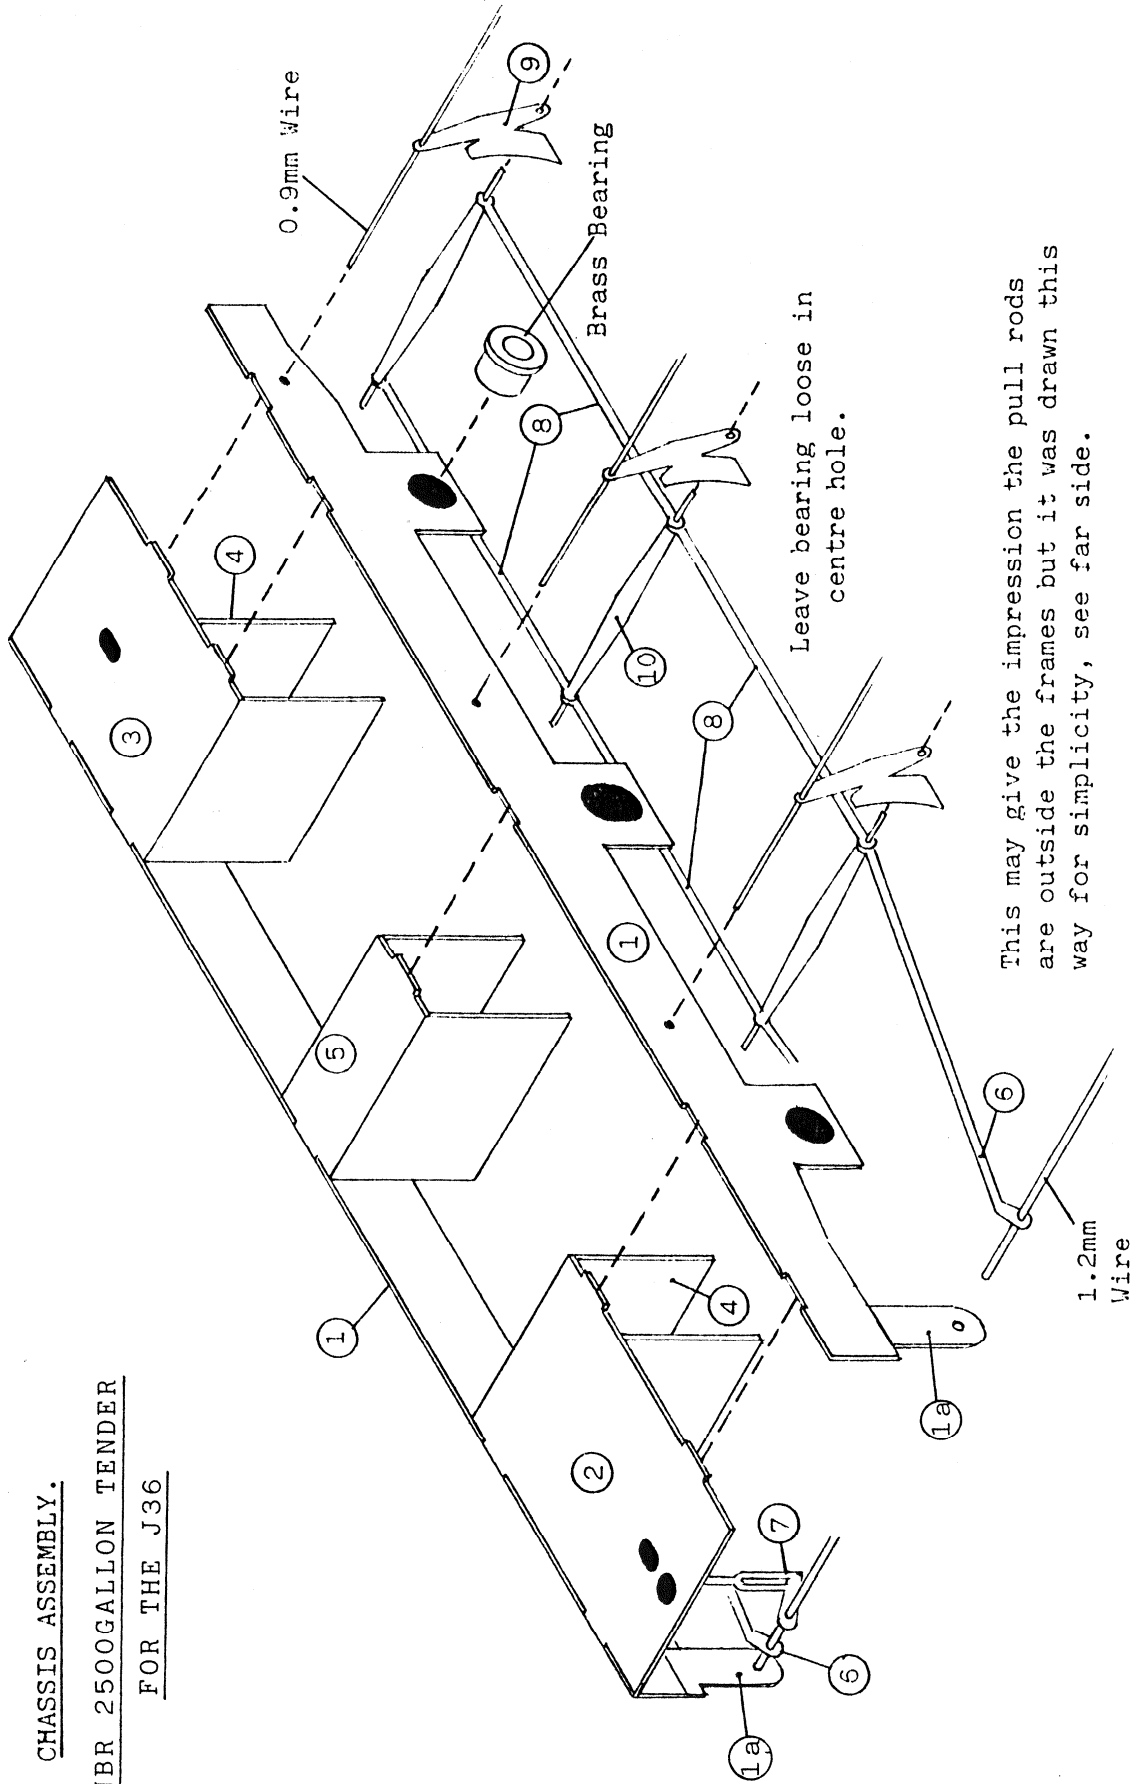 CHASSIS ASSEMBLY.
NBR 2500GALLON TENDER
FOR THE J36
0.9mm Wire
9
Brass Bearing
8
4
3
10
Leave bearing loose in
centre hole.
8
1
5
1
This may give the impression the pull rods
are outside the frames but it was drawn this
way for simplicity, see far side.
6
1.2mm
Wire
4
2
1a
7
6
1a